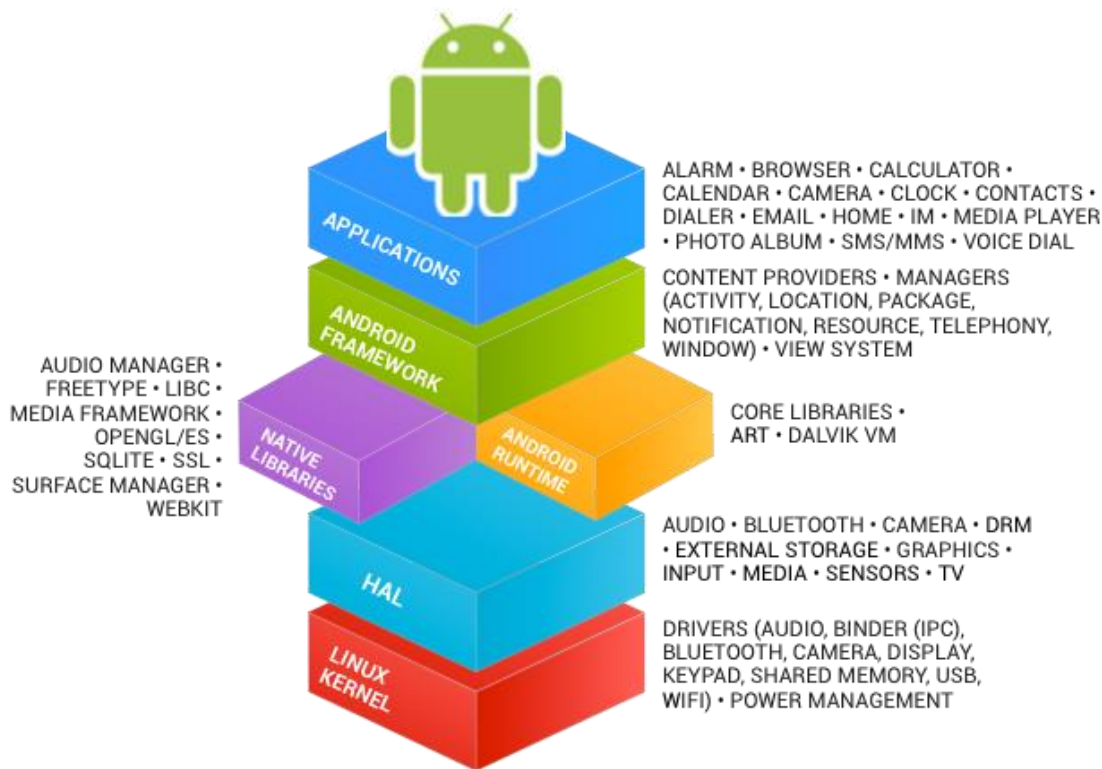 ALARM • BROWSER • CALCULATOR •
CALENDAR • CAMERA • CLOCK • CONTACTS •
DIALER • EMAIL • HOME • IM • MEDIA PLAYER
• PHOTO ALBUM • SMS/MMS • VOICE DIAL
APPLICATIONS
CONTENT PROVIDERS • MANAGERS
(ACTIVITY, LOCATION, PACKAGE,
NOTIFICATION, RESOURCE, TELEPHONY,
WINDOW) • VIEW SYSTEM
ANDROID
FRAMEWORK
AUDIO MANAGER •
FREETYPE • LIBC •
MEDIA FRAMEWORK •
OPENGL/ES •
SQLITE • SSL •
SURFACE MANAGER •
WEBKIT
NATIVE
LIBRARIES
ANDROID
RUNTIME
CORE LIBRARIES •
ART • DALVIK VM
HAL
AUDIO • BLUETOOTH • CAMERA • DRM
• EXTERNAL STORAGE • GRAPHICS •
INPUT • MEDIA • SENSORS • TV
LINUX
KERNEL
DRIVERS (AUDIO, BINDER (IPC),
BLUETOOTH, CAMERA, DISPLAY,
KEYPAD, SHARED MEMORY, USB,
WIFI) • POWER MANAGEMENT